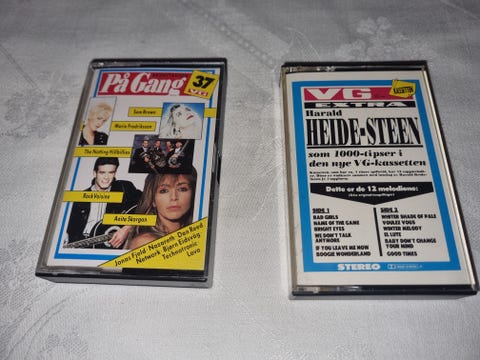 På Gang
37
VG
Sam Brown
Marie Fredriksson
The Notting Hillbillies
Roch Voisine
Anita Skorgan
Jonas Fjeld · Nazareth · Dan Reed
Network · Bjørn Eidsvåg
Technotronic
Lava
VG
KASSETTEN
EXTRA
Harald
HEIDE-STEEN
som 1000-tipser i
den nye VG-kassetten
Dette er de 12 melodiene:
SIDE 1
BAD GIRLS
NAME OF THE GAME
BRIGHT EYES
WE DON'T TALK
ANYMORE
IF YOU LEAVE ME NOW
BOOGIE WONDERLAND
SIDE 2
WINTER SHADE OF PALE
VOULEZ VOUS
WINTER MELODY
EL LUTE
BABY DON'T CHANGE
YOUR MIND
GOOD TIMES
STEREO